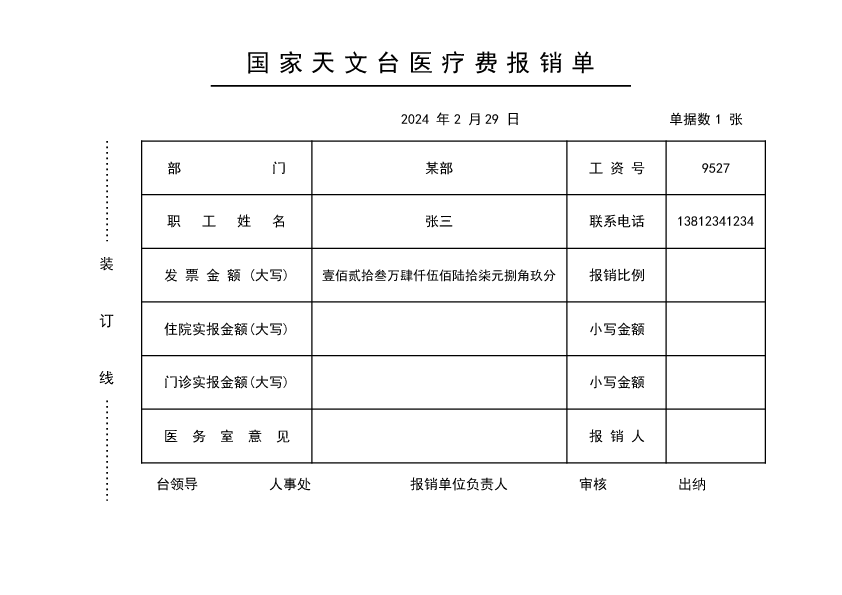 国家天文台医疗费报销单
2024 年 2 月 29 日 单据数 1 张
部 门 某部 工 资 号 9527
职 工 姓 名 张三 联系电话 13812341234
发 票 金 额 (大写) 壹佰贰拾叁万肆仟伍佰陆拾柒元捌角玖分 报销比例
住院实报金额(大写) 小写金额
门诊实报金额(大写) 小写金额
医 务 室 意 见 报 销 人
台领导 人事处 报销单位负责人 审核 出纳
装
订
线